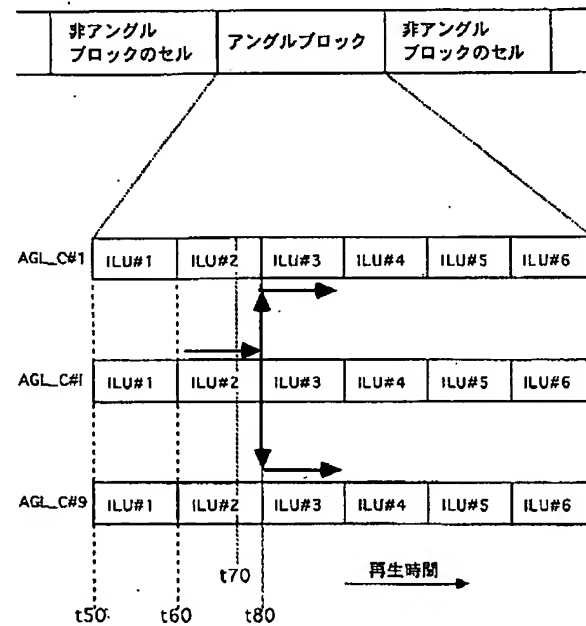 非アングル
ブロックのセル
アングルブロック
非アングル
ブロックのセル
AGL_C#1 ILU#1 ILU#2 ILU#3 ILU#4 ILU#5 ILU#6
AGL_C#i ILU#1 ILU#2 ILU#3 ILU#4 ILU#5 ILU#6
AGL_C#9 ILU#1 ILU#2 ILU#3 ILU#4 ILU#5 ILU#6
t70
再生時間
t50 t60 t80